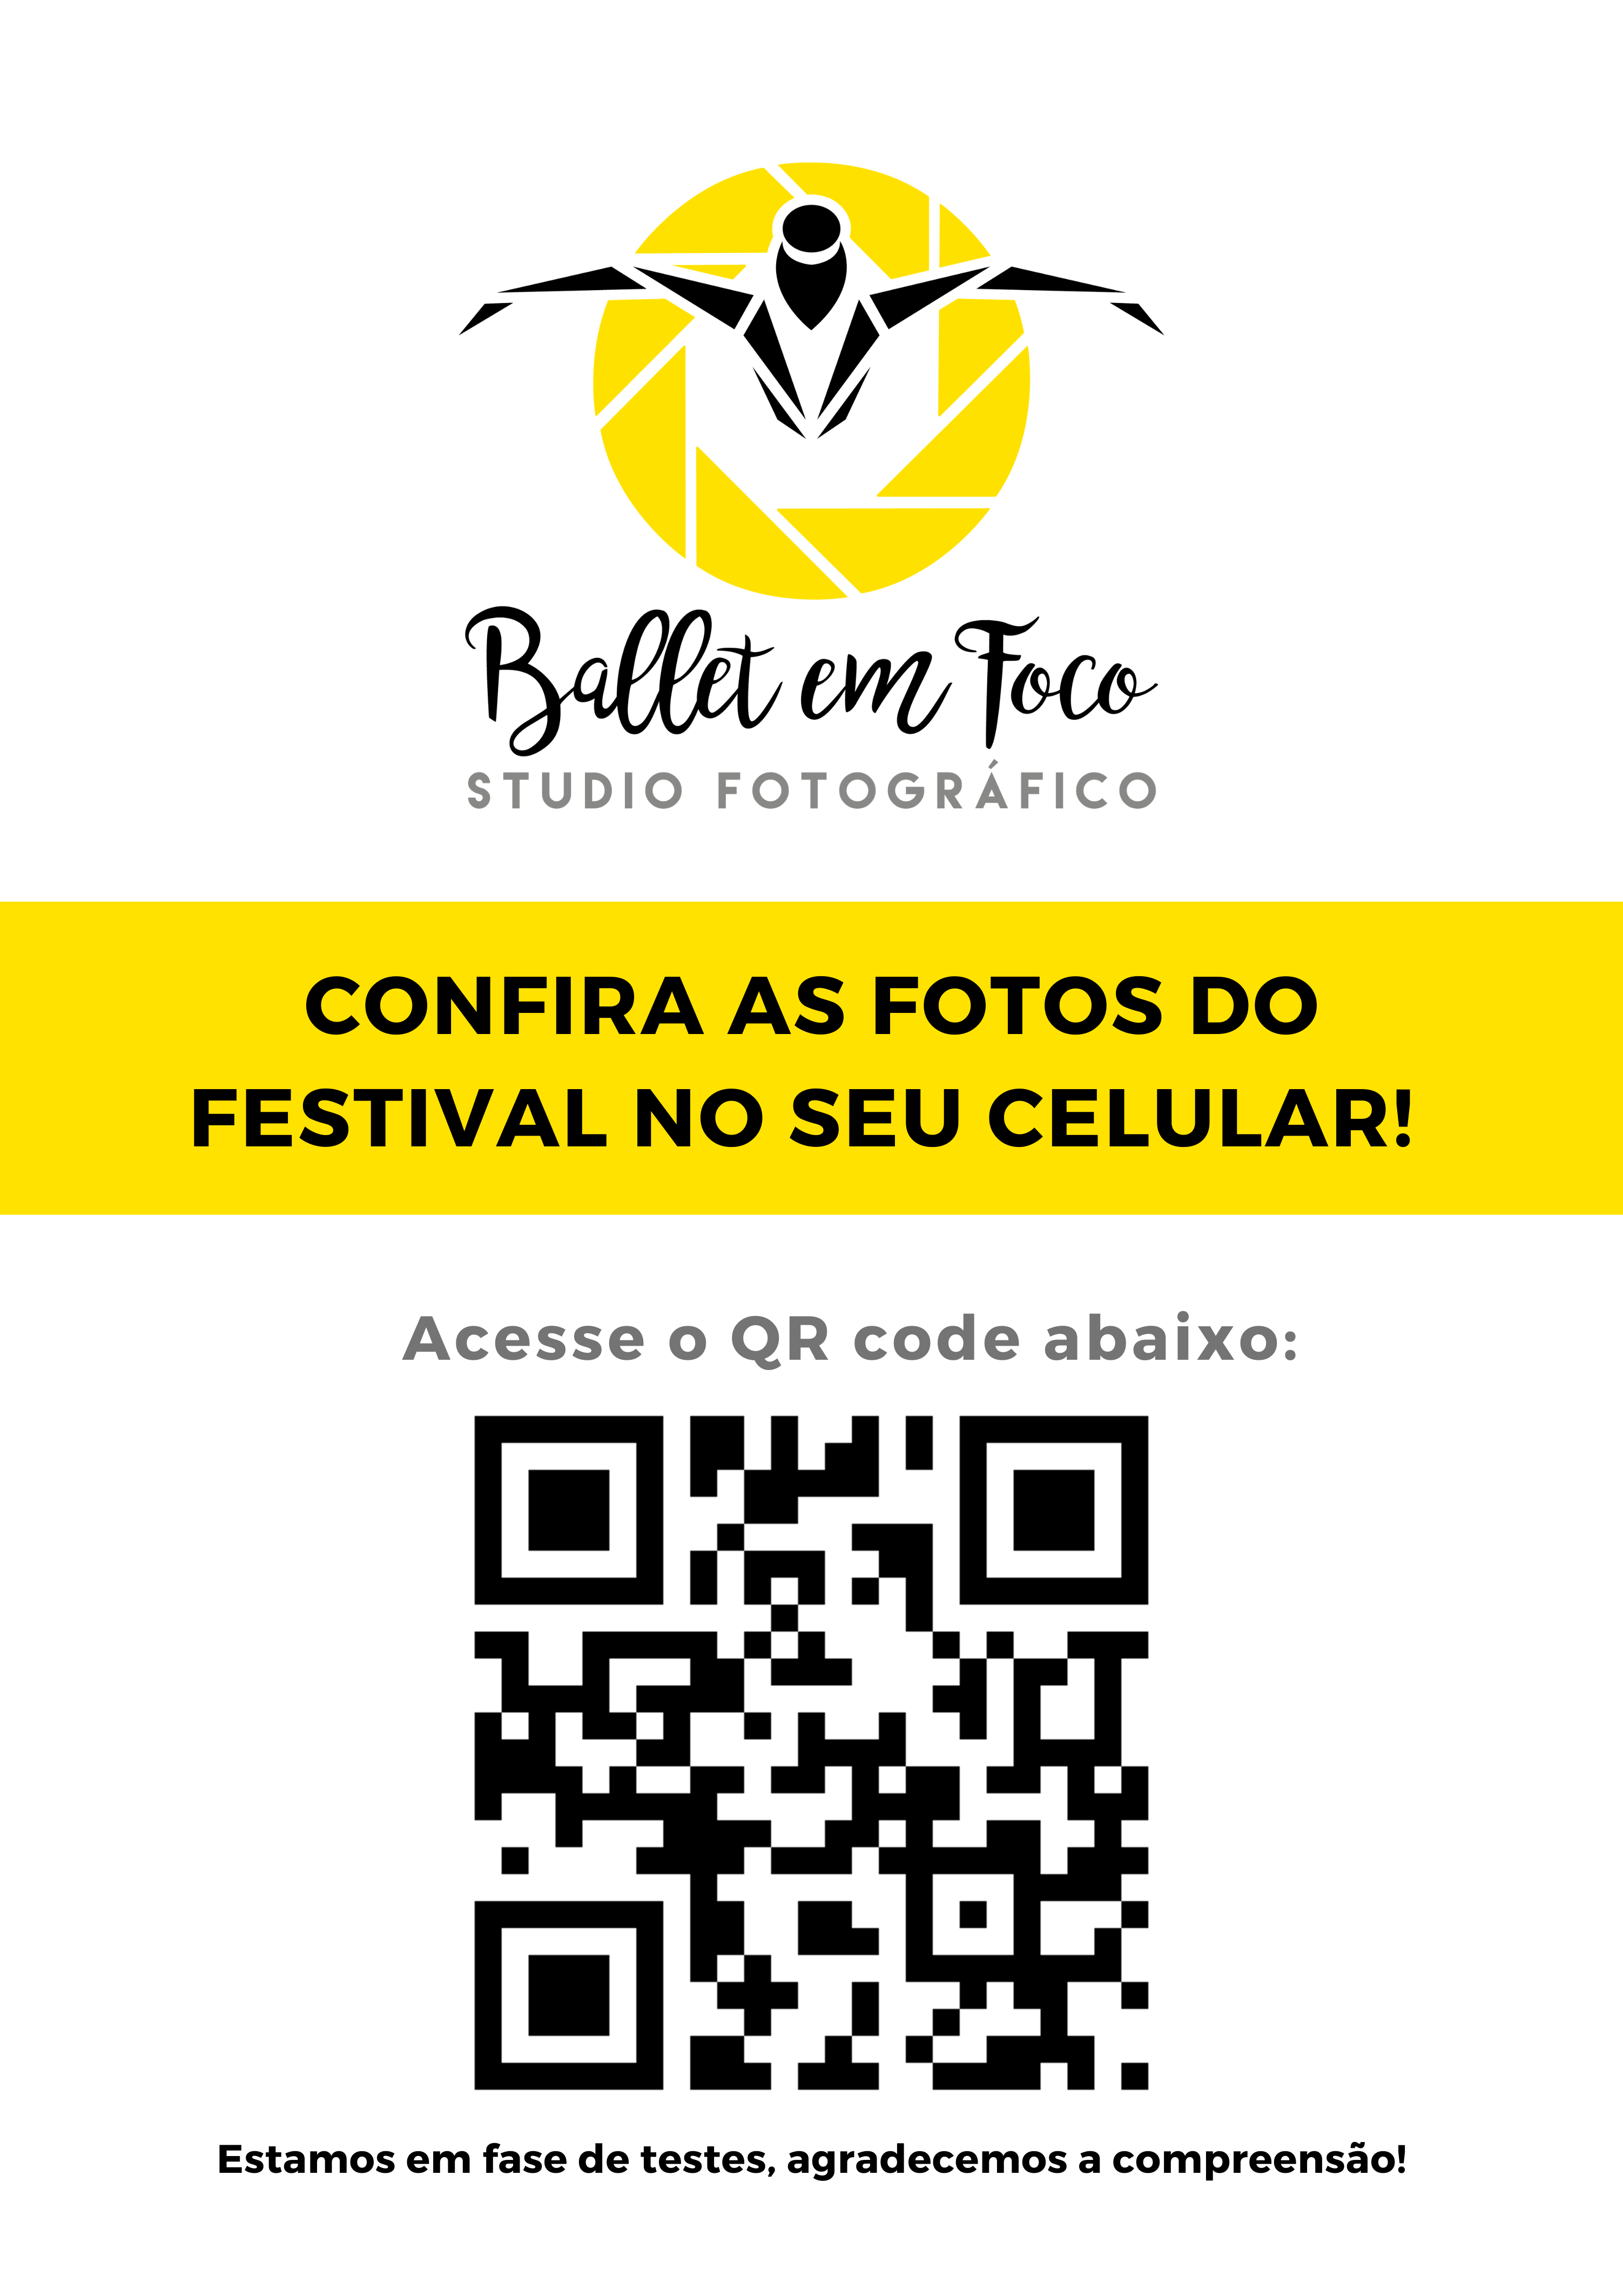 Ballet em Foco
STUDIO FOTOGRÁFICO
CONFIRA AS FOTOS DO
FESTIVAL NO SEU CELULAR!
Acesse o QR code abaixo:
Estamos em fase de testes, agradecemos a compreensão!